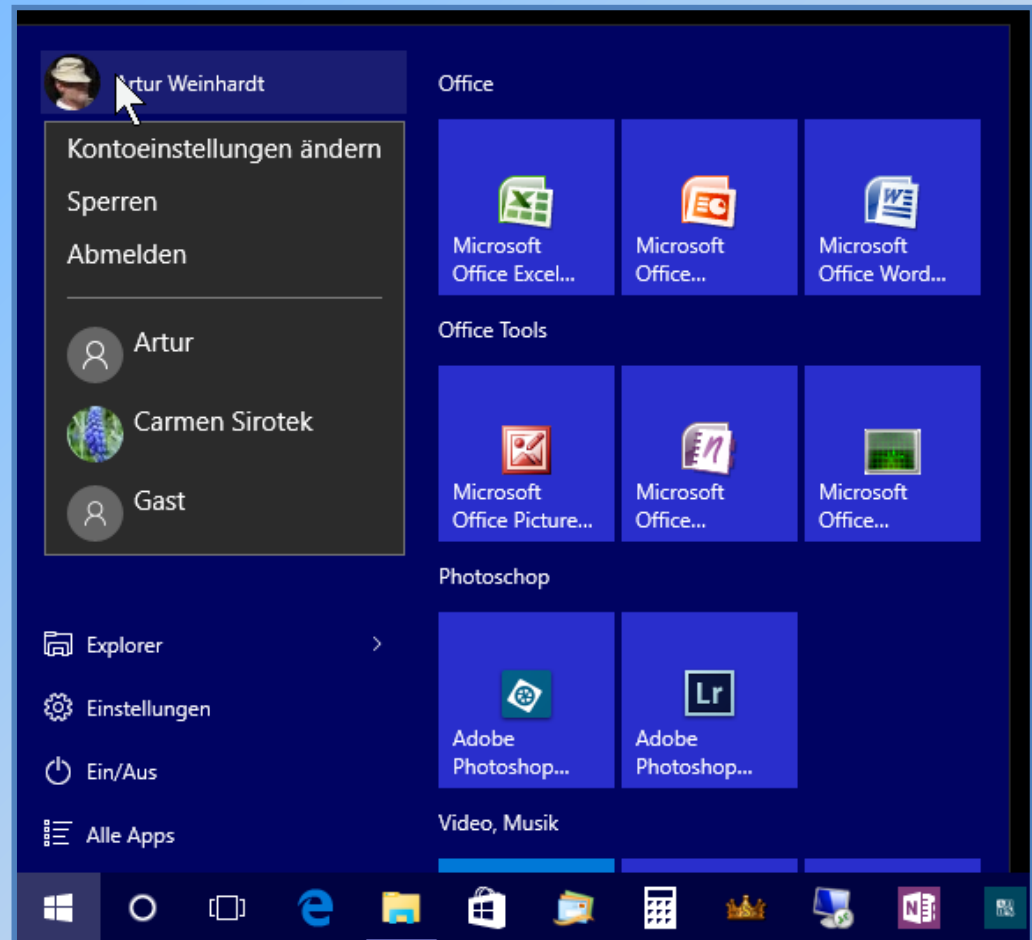 Artur Weinhardt
Kontoeinstellungen ändern
Sperren
Abmelden
Artur
Carmen Sirotek
Gast
Explorer
Einstellungen
Ein/Aus
Alle Apps
Office
Microsoft
Office Excel...
Microsoft
Office...
Microsoft
Office Word...
Office Tools
Microsoft
Office Picture...
Microsoft
Office...
Microsoft
Office...
Photoschop
Adobe
Photoshop...
Lr
Adobe
Photoshop...
Video, Musik